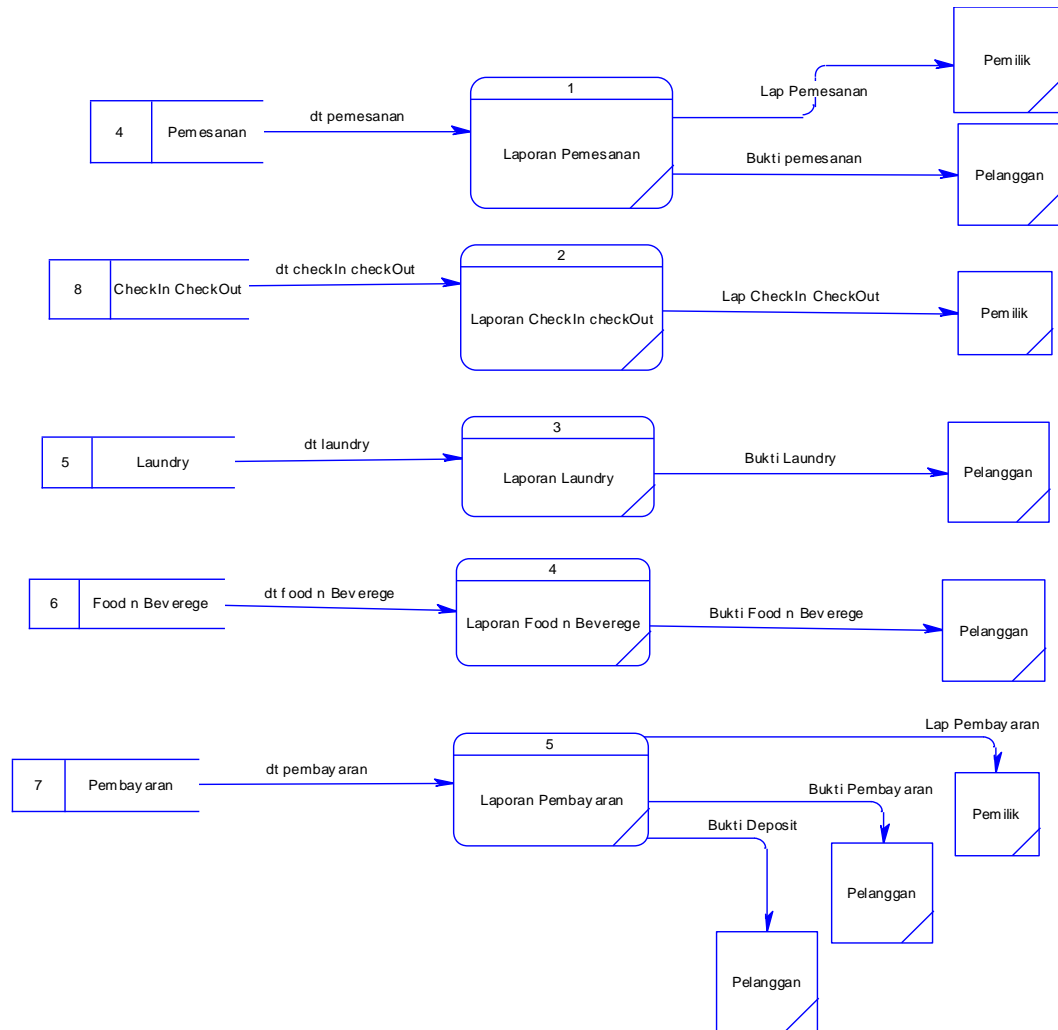 Pemilik
1
Lap Pemesanan
dt pemesanan
4
Pemesanan
Laporan Pemesanan
Bukti pemesanan
Pelanggan
2
dt checkIn checkOut
8
CheckIn CheckOut
Lap CheckIn CheckOut
Laporan CheckIn checkOut
Pemilik
3
dt laundry
5
Laundry
Laporan Laundry
Bukti Laundry
Pelanggan
4
dt food n Beverege
6
Food n Beverege
Laporan Food n Beverege
Bukti Food n Beverege
Pelanggan
Lap Pembayaran
5
dt pembayaran
7
Pembayaran
Laporan Pembayaran
Bukti Pembayaran
Pemilik
Bukti Deposit
Pelanggan
Pelanggan